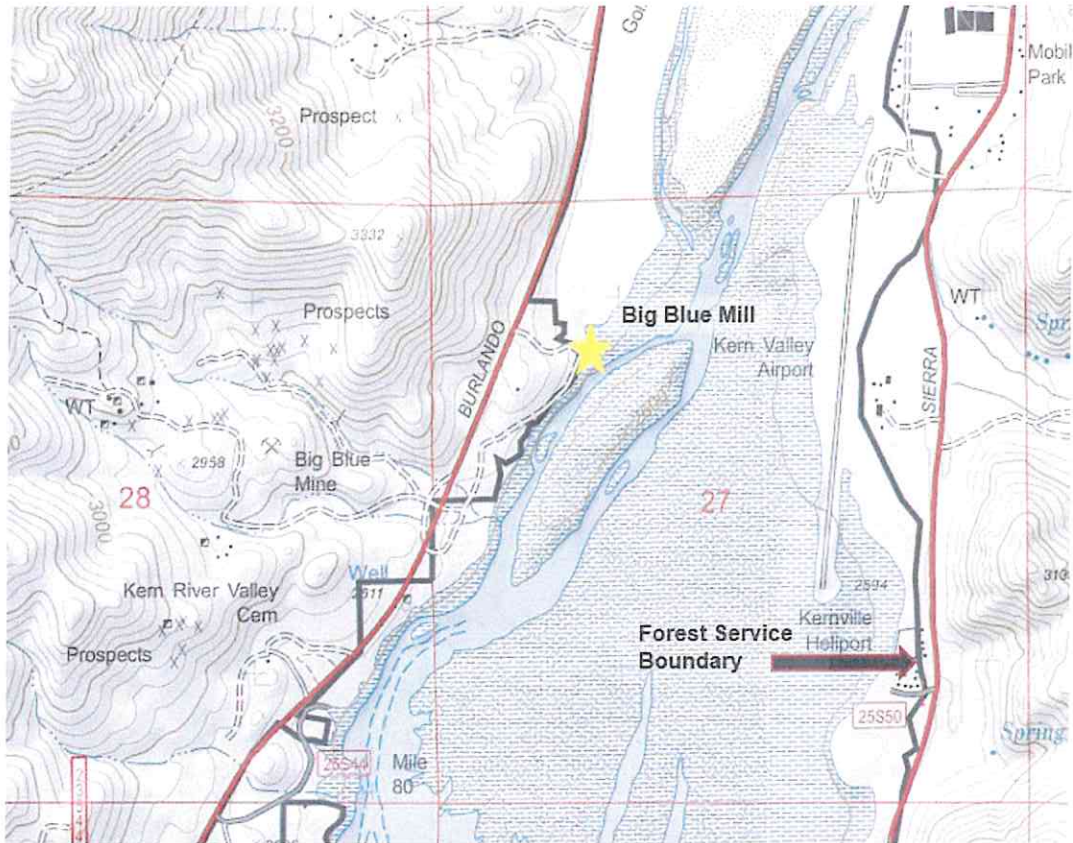 Mobil
Park
Prospect
3200
3332
Prospects
Big Blue Mill
Kern Valley
Airport
WT
BURLANDO
SIERRA
WT
2958
Big Blue
Mine
28
27
3000
Well
2611
Kern River Valley
Cem
2594
Kernville
Heliport
Forest Service
Boundary
Prospects
25S50
Spring
Mile
80